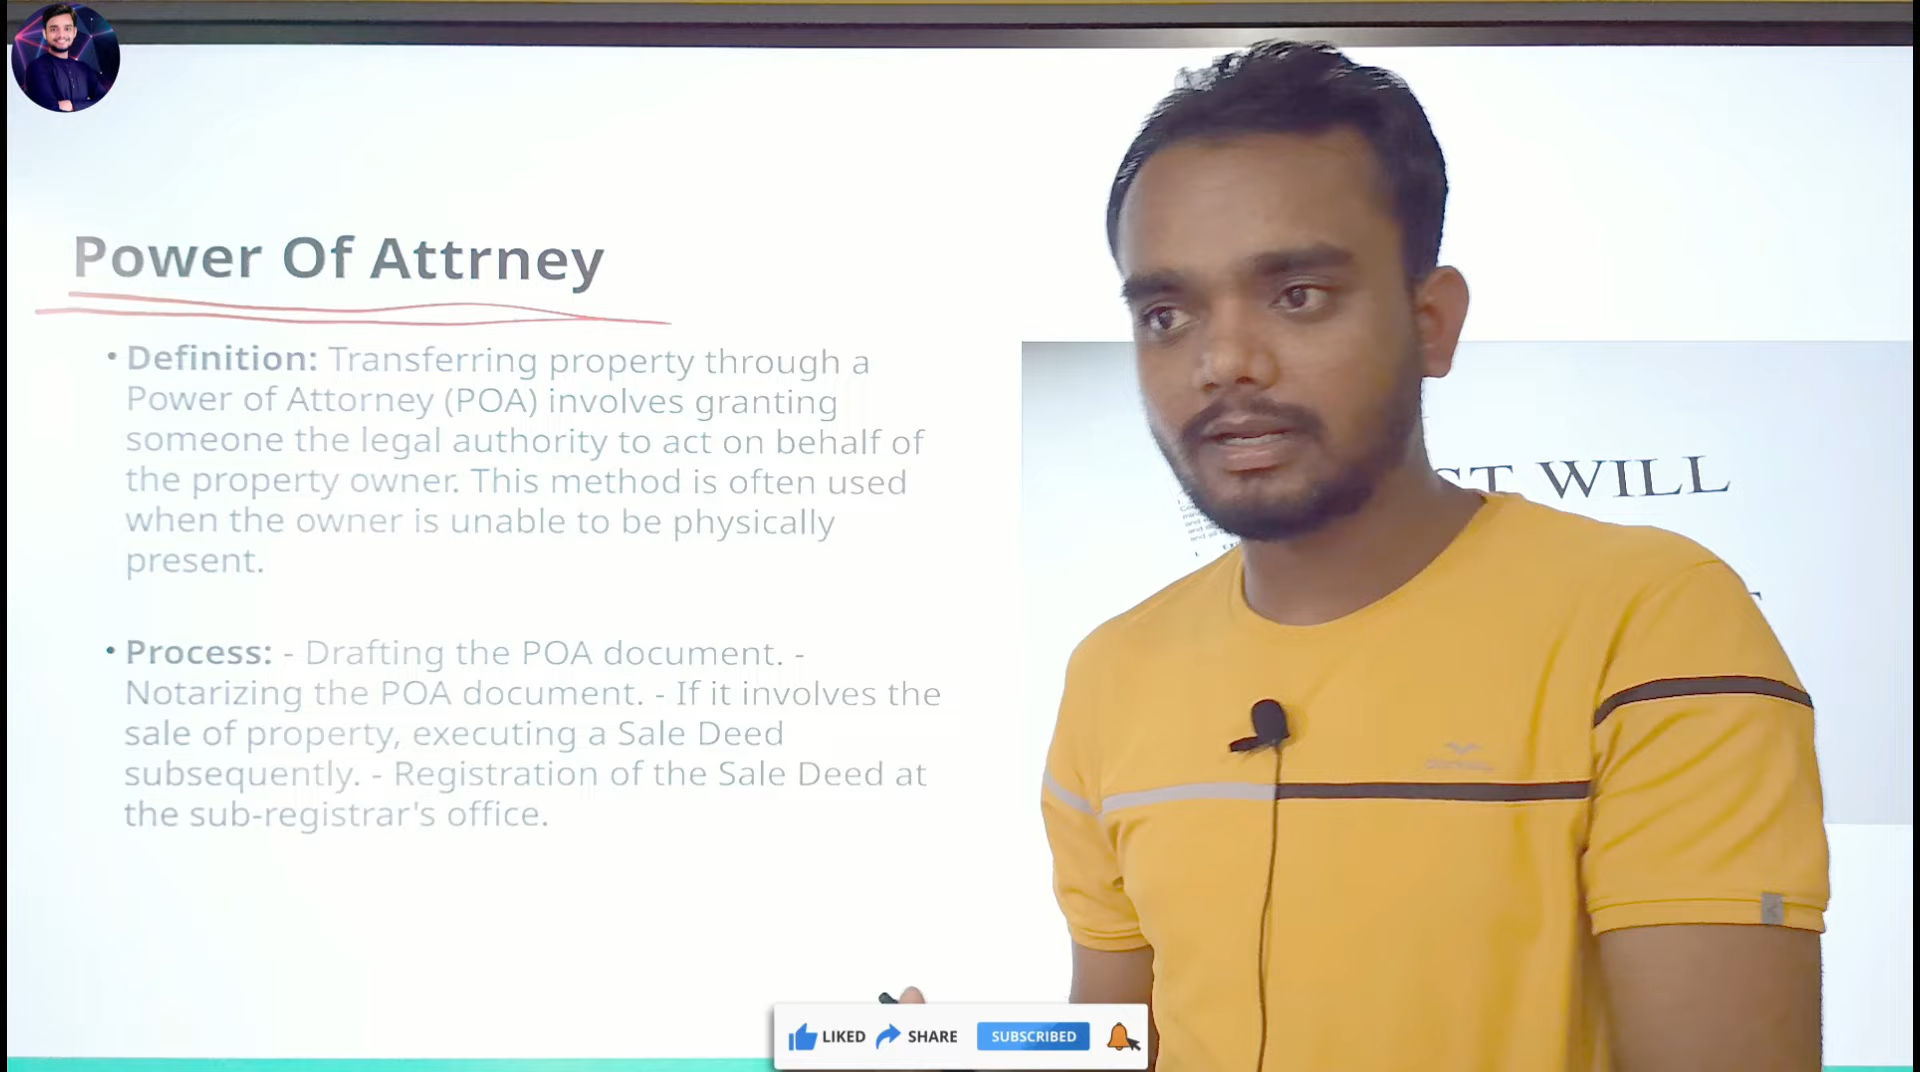 Power Of Attrney
• Definition: Transferring property through a
Power of Attorney (POA) involves granting
someone the legal authority to act on behalf of
the property owner. This method is often used
when the owner is unable to be physically
present.
• Process: - Drafting the POA document. -
Notarizing the POA document. - If it involves the
sale of property, executing a Sale Deed
subsequently. - Registration of the Sale Deed at
the sub-registrar's office.
WILL
LIKED SHARE SUBSCRIBED